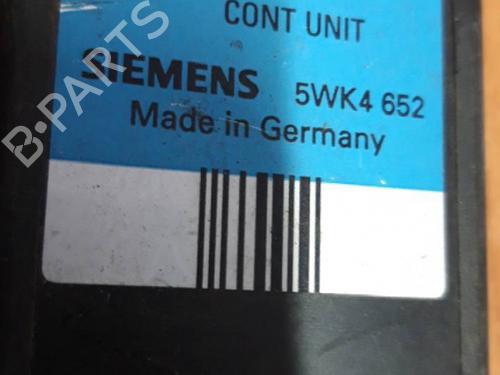 CONT UNIT
SIEMENS 5WK4 652
Made in Germany
B-PARTS